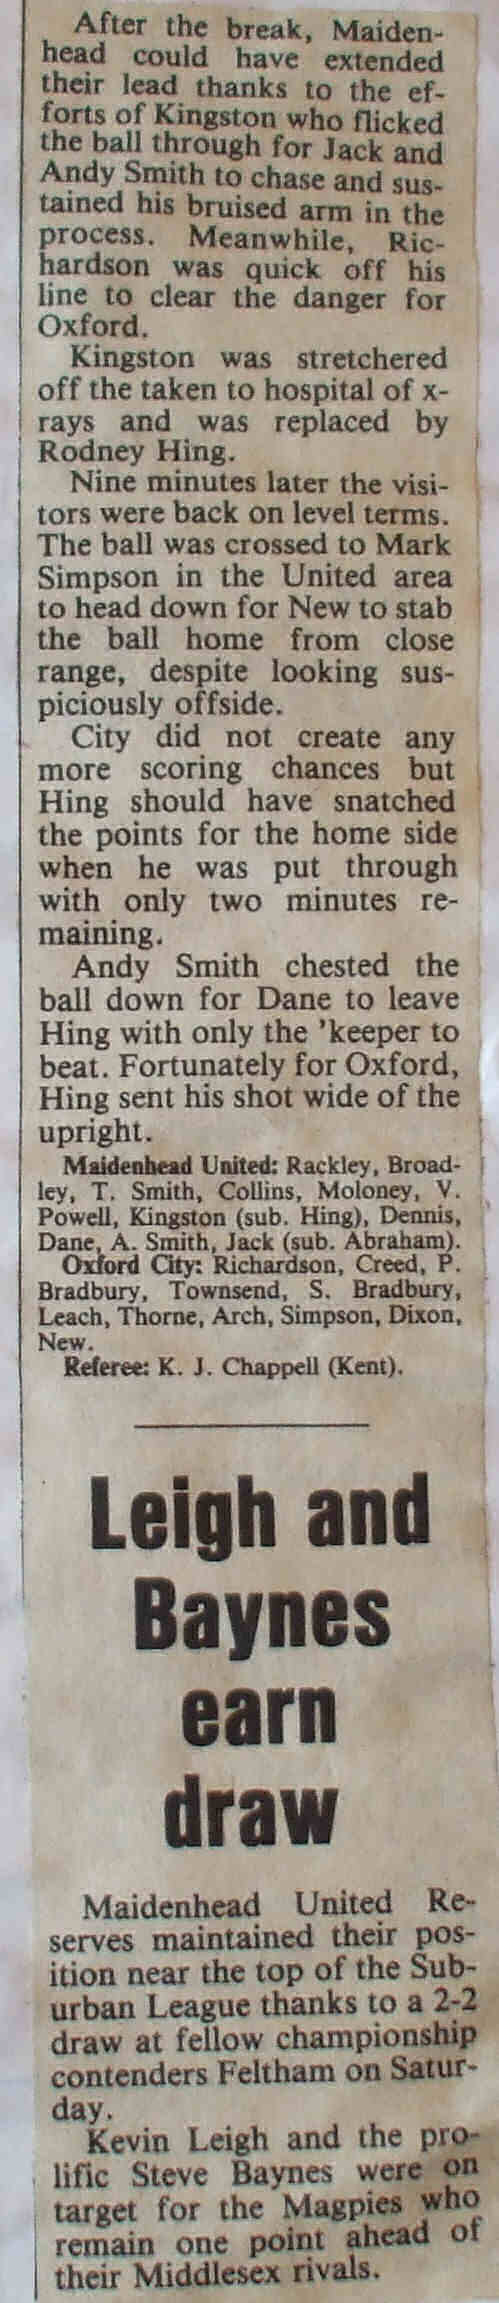 After the break, Maiden-
head could have extended
their lead thanks to the ef-
forts of Kingston who flicked
the ball through for Jack and
Andy Smith to chase and sus-
tained his bruised arm in the
process. Meanwhile, Ric-
hardson was quick off his
line to clear the danger for
Oxford.
Kingston was stretchered
off the taken to hospital of x-
rays and was replaced by
Rodney Hing.
Nine minutes later the visi-
tors were back on level terms.
The ball was crossed to Mark
Simpson in the United area
to head down for New to stab
the ball home from close
range, despite looking sus-
piciously offside.
City did not create any
more scoring chances but
Hing should have snatched
the points for the home side
when he was put through
with only two minutes re-
maining.
Andy Smith chested the
ball down for Dane to leave
Hing with only the 'keeper to
beat. Fortunately for Oxford,
Hing sent his shot wide of the
upright.
Maidenhead United: Rackley, Broad-
ley, T. Smith, Collins, Moloney, V.
Powell, Kingston (sub. Hing), Dennis,
Dane, A. Smith, Jack (sub. Abraham).
Oxford City: Richardson, Creed, P.
Bradbury, Townsend, S. Bradbury,
Leach, Thorne, Arch, Simpson, Dixon,
New.
Referee: K. J. Chappell (Kent).
Leigh and
Baynes
earn
draw
Maidenhead United Re-
serves maintained their pos-
ition near the top of the Sub-
urban League thanks to a 2-2
draw at fellow championship
contenders Feltham on Satur-
day.
Kevin Leigh and the pro-
lific Steve Baynes were on
target for the Magpies who
remain one point ahead of
their Middlesex rivals.